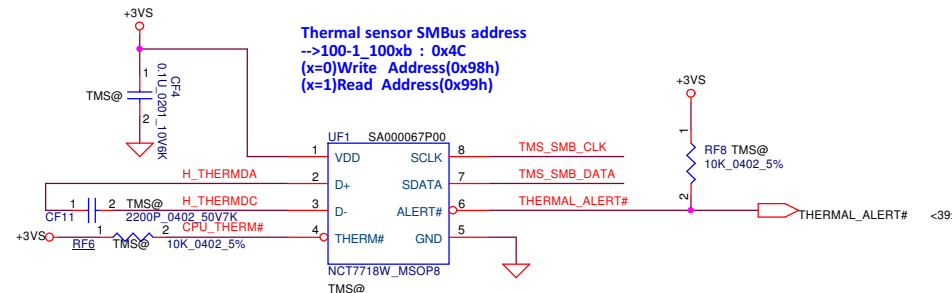 +3VS
Thermal sensor SMBus address
-->100-1_100xb : 0x4C
(x=0)Write Address(0x98h)
(x=1)Read Address(0x99h)
1
CF4
0.1U_0201_10V6K
TMS@
2
+3VS
1
RF8 TMS@
10K_0402_5%
2
UF1 SA000067P00
1 VDD SCLK 8 TMS_SMB_CLK
H_THERMDA 2 D+ SDATA 7 TMS_SMB_DATA
H_THERMDC 3 D- ALERT# 6 THERMAL_ALERT#
CF11 1 2 TMS@ 2200P_0402_50V7K
THERMAL_ALERT# <39>
CPU_THERM# 4 THERM# GND 5
+3VS 1 2
RF6 TMS@ 10K_0402_5%
NCT7718W_MSOP8
TMS@